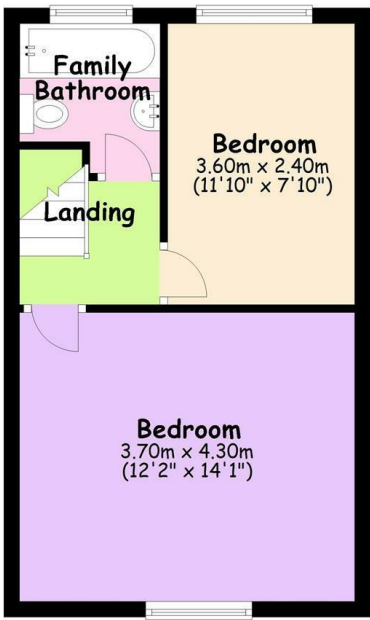 Family
Bathroom
Bedroom
3.60m x 2.40m
(11'10" x 7'10")
Landing
Bedroom
3.70m x 4.30m
(12'2" x 14'1")